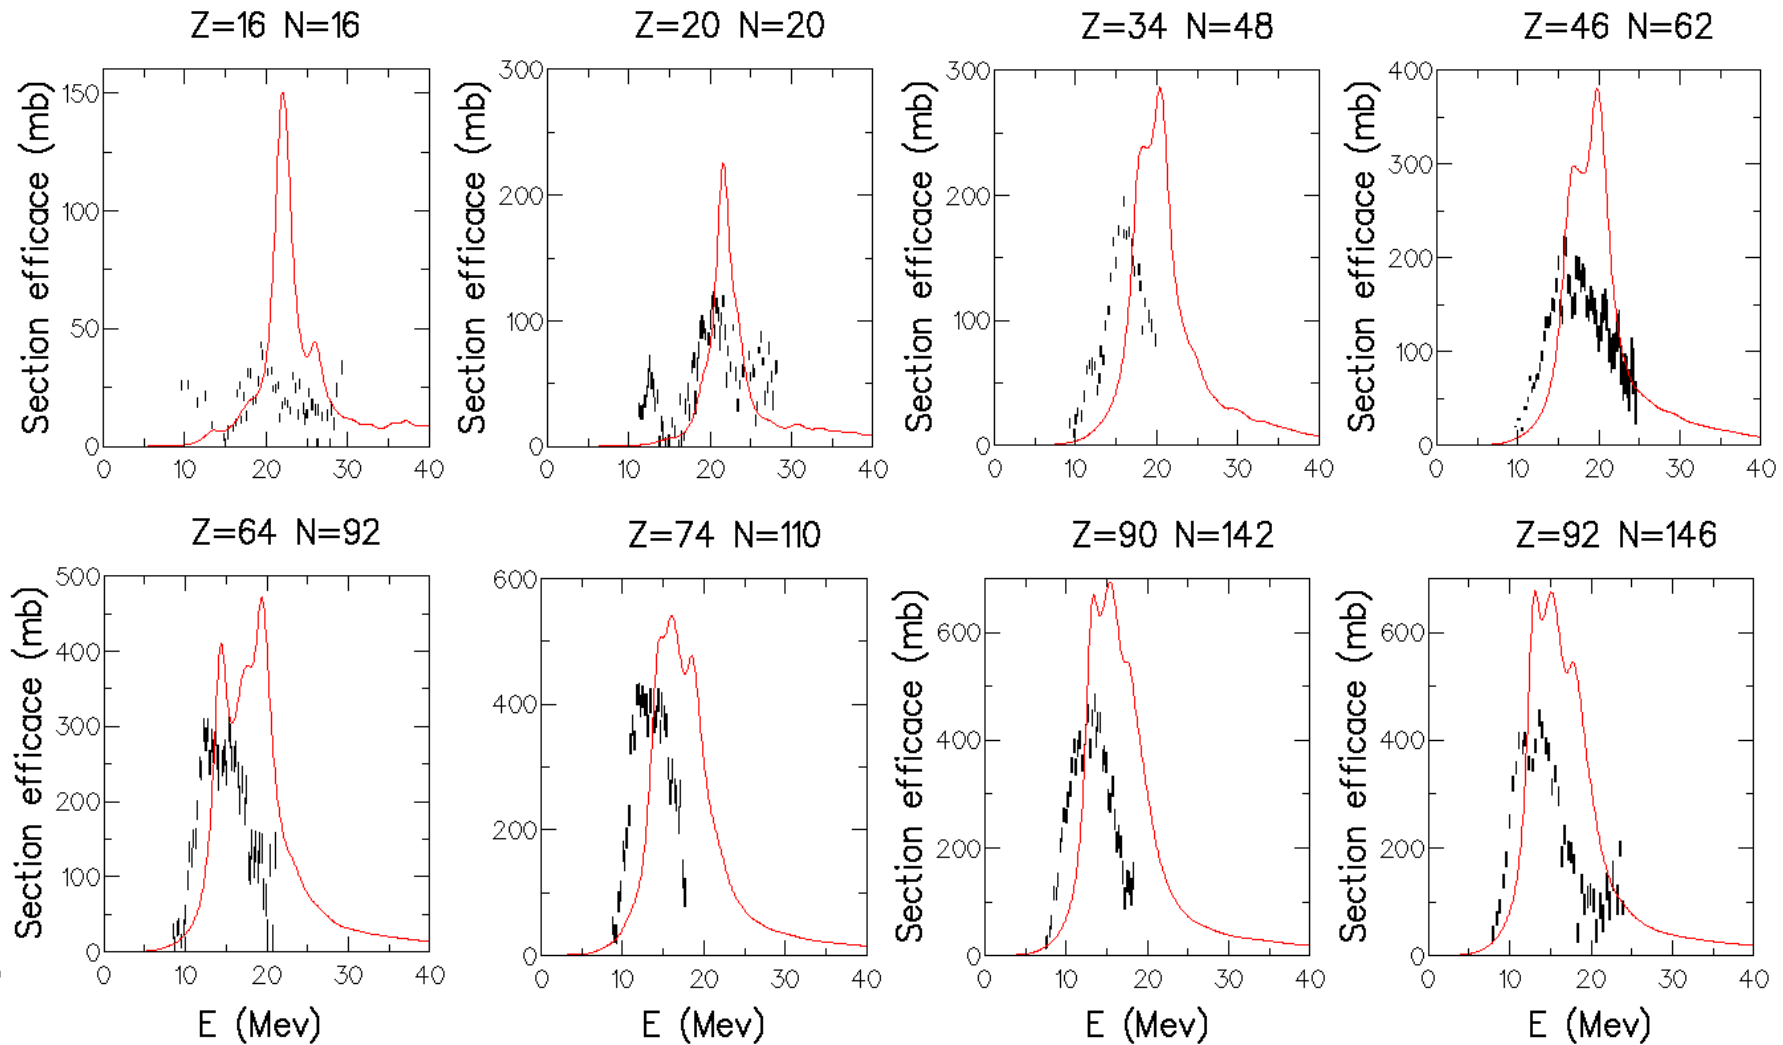 Z=16 N=16
Z=20 N=20
Z=34 N=48
Z=46 N=62
Section efficace (mb)
150
100
50
0
0 10 20 30 40
Section efficace (mb)
300
200
100
0
0 10 20 30 40
Section efficace (mb)
300
200
100
0
0 10 20 30 40
Section efficace (mb)
400
300
200
100
0
0 10 20 30 40
Z=64 N=92
Z=74 N=110
Z=90 N=142
Z=92 N=146
Section efficace (mb)
500
400
300
200
100
0
0 10 20 30 40
E (Mev)
600
400
200
0
0 10 20 30 40
E (Mev)
Section efficace (mb)
600
400
200
0
0 10 20 30 40
E (Mev)
Section efficace (mb)
600
400
200
0
0 10 20 30 40
E (Mev)